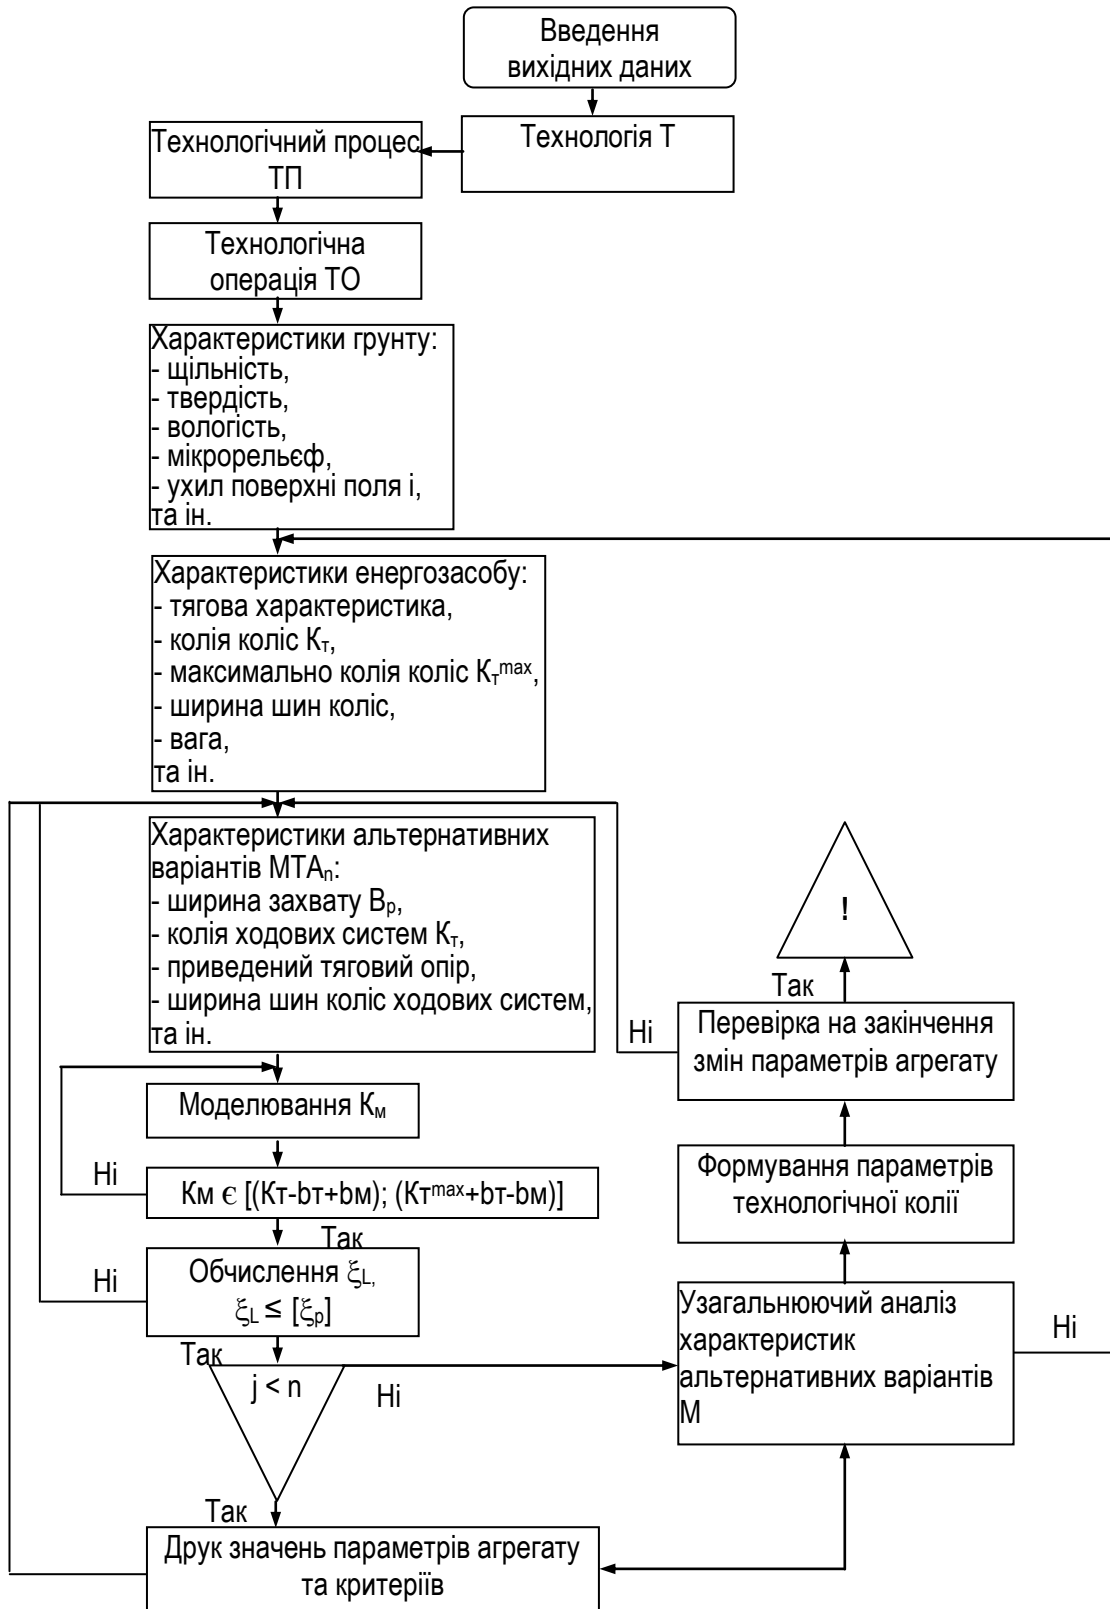 Введення
вихідних даних
Технологія Т
Технологічний процес
ТП
Технологічна
операція ТО
Характеристики грунту:
- щільність,
- твердість,
- вологість,
- мікрорельєф,
- ухил поверхні поля і,
та ін.
Характеристики енергозасобу:
- тягова характеристика,
- колія коліс Кт,
- максимально колія коліс Кт^max,
- ширина шин коліс,
- вага,
та ін.
Характеристики альтернативних
варіантів МТАn:
- ширина захвату Вр,
- колія ходових систем Кт,
- приведений тяговий опір,
- ширина шин коліс ходових систем,
та ін.
Моделювання Км
Ні
Км Є [(Кт-bт+bм); (Кт^max+bт-bм)]
Так
Ні
Обчислення ξL,
ξL ≤ [ξp]
Так
j < n
Ні
Так
Друк значень параметрів агрегату
та критеріїв
Узагальнюючий аналіз
характеристик
альтернативних варіантів
М
Ні
Формування параметрів
технологічної колії
Перевірка на закінчення
змін параметрів агрегату
Ні
Так
!